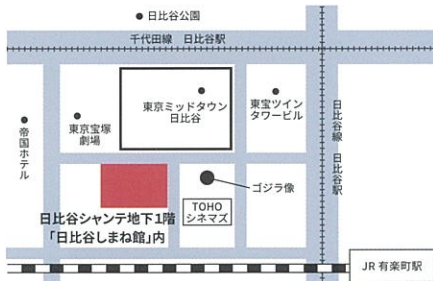 日比谷公園
千代田線　日比谷駅
東京ミッドタウン
日比谷
東宝ツイン
タワービル
東京宝塚
劇場
帝国ホテル
日比谷線　日比谷駅
ゴジラ像
TOHO
シネマズ
日比谷シャンテ地下1階
「日比谷しまね館」内
JR 有楽町駅